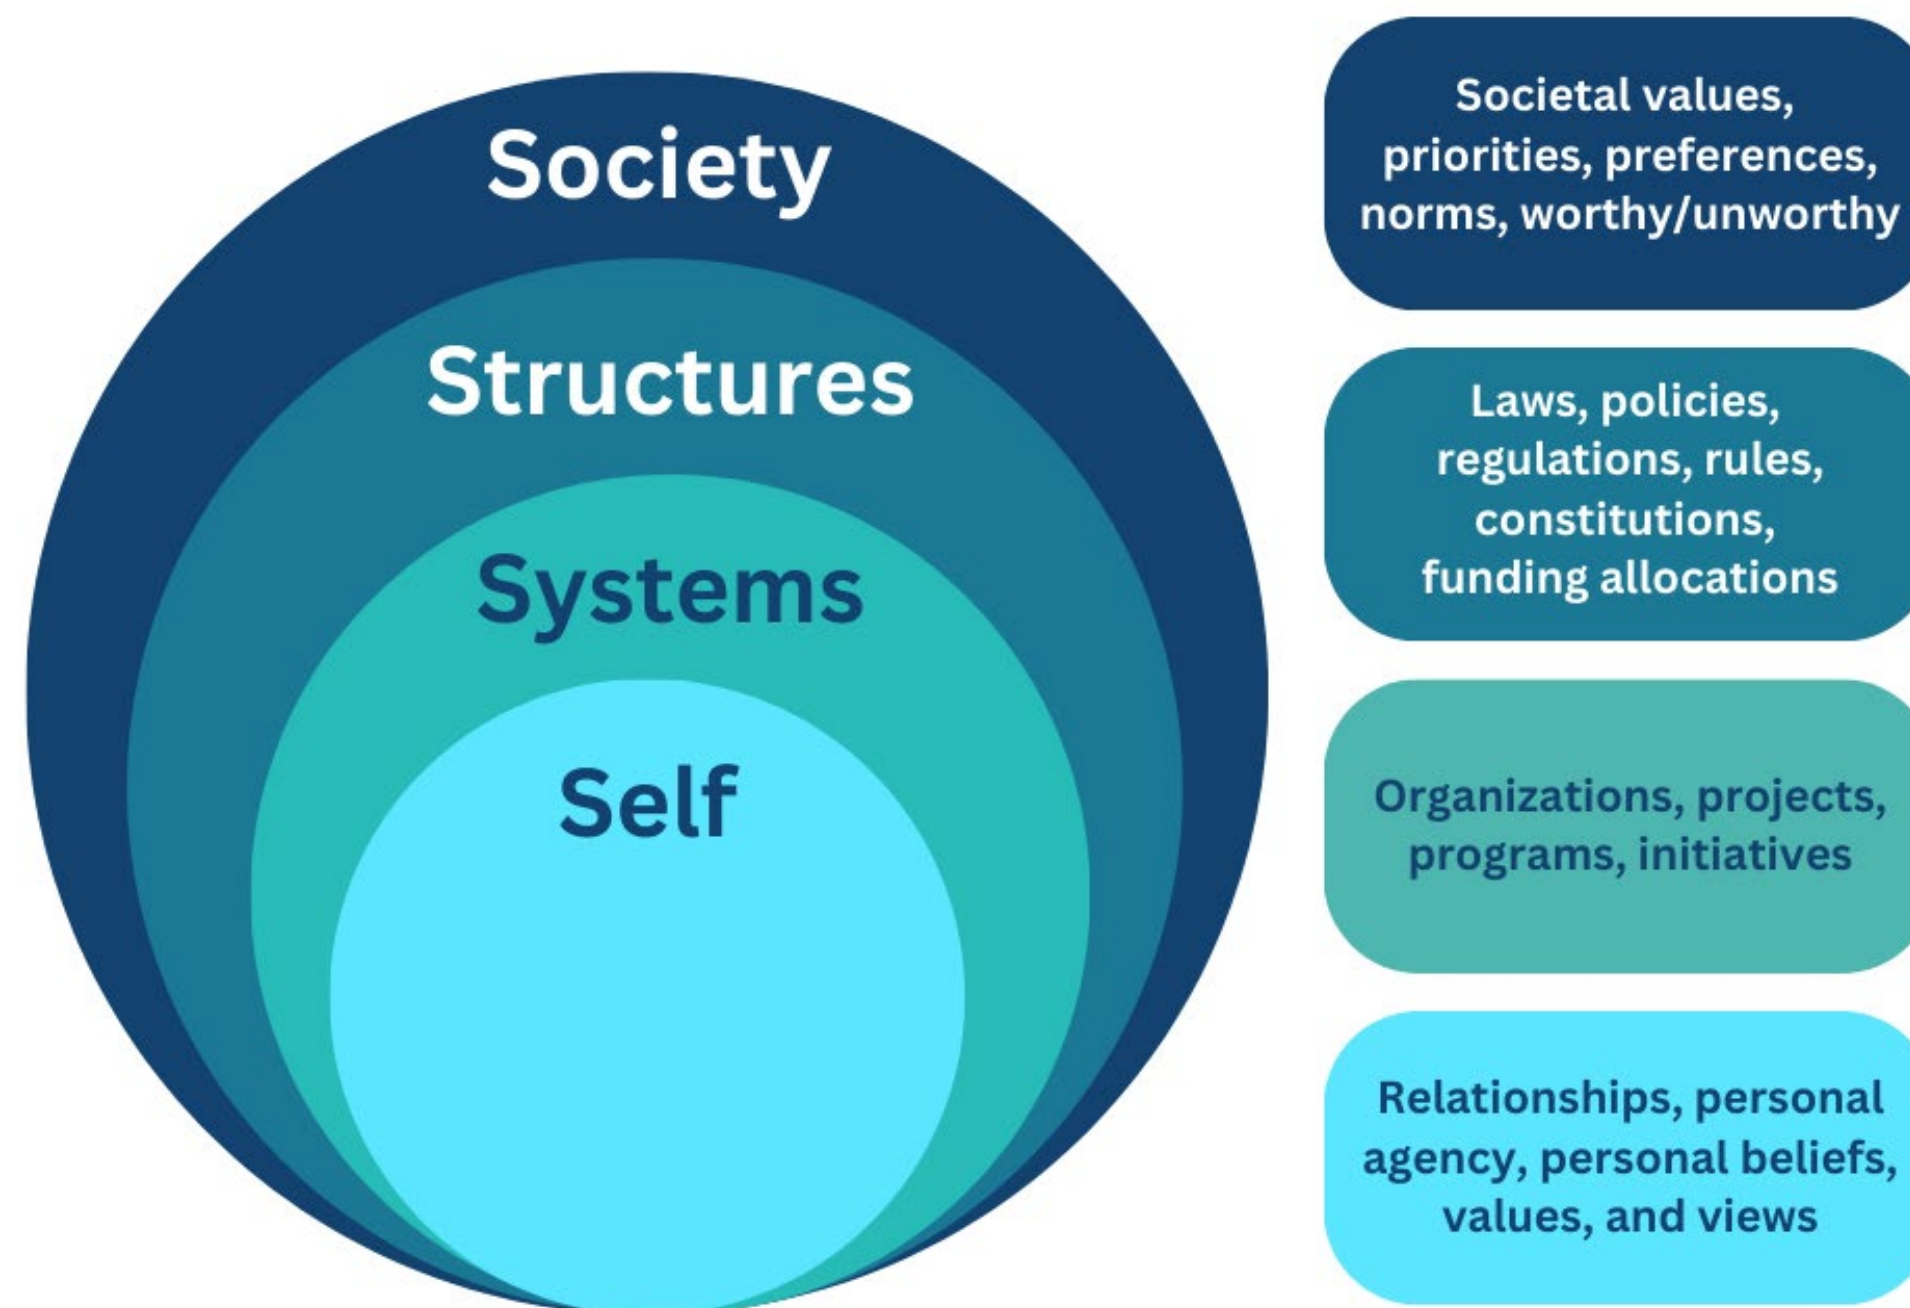 Society
Structures
Systems
Self
Societal values,
priorities, preferences,
norms, worthy/unworthy
Laws, policies,
regulations, rules,
constitutions,
funding allocations
Organizations, projects,
programs, initiatives
Relationships, personal
agency, personal beliefs,
values, and views